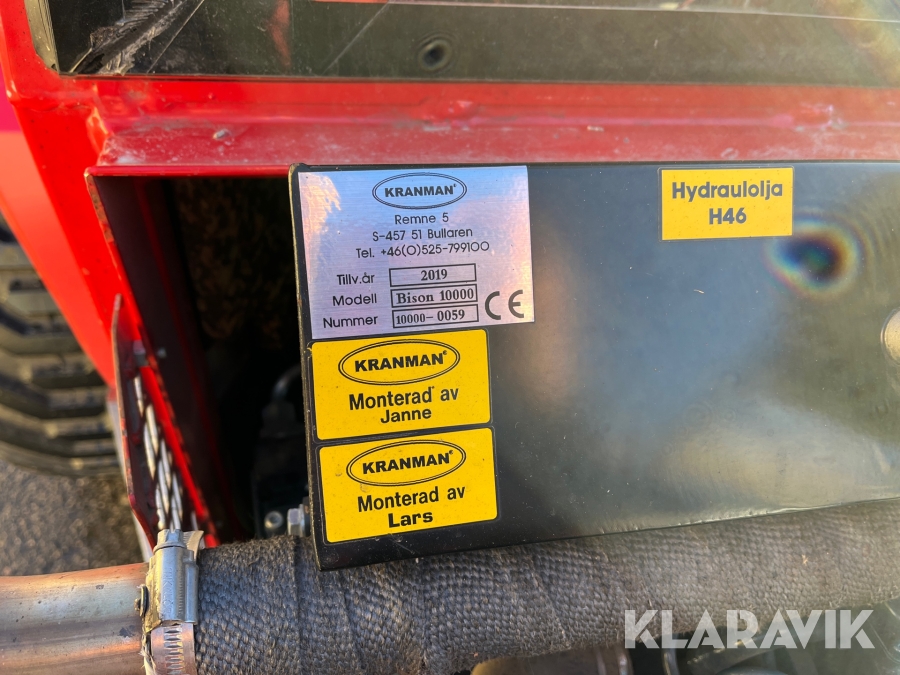 KRANMAN®
Remne 5
S-457 51 Bullaren
Tel. +46(0)525-799100
Tillv.år 2019
Modell Bison 10000
Nummer 10000-0059
CE
KRANMAN®
Monterad av
Janne
KRANMAN®
Monterad av
Lars
Hydraulolja
H46
KLARAVIK